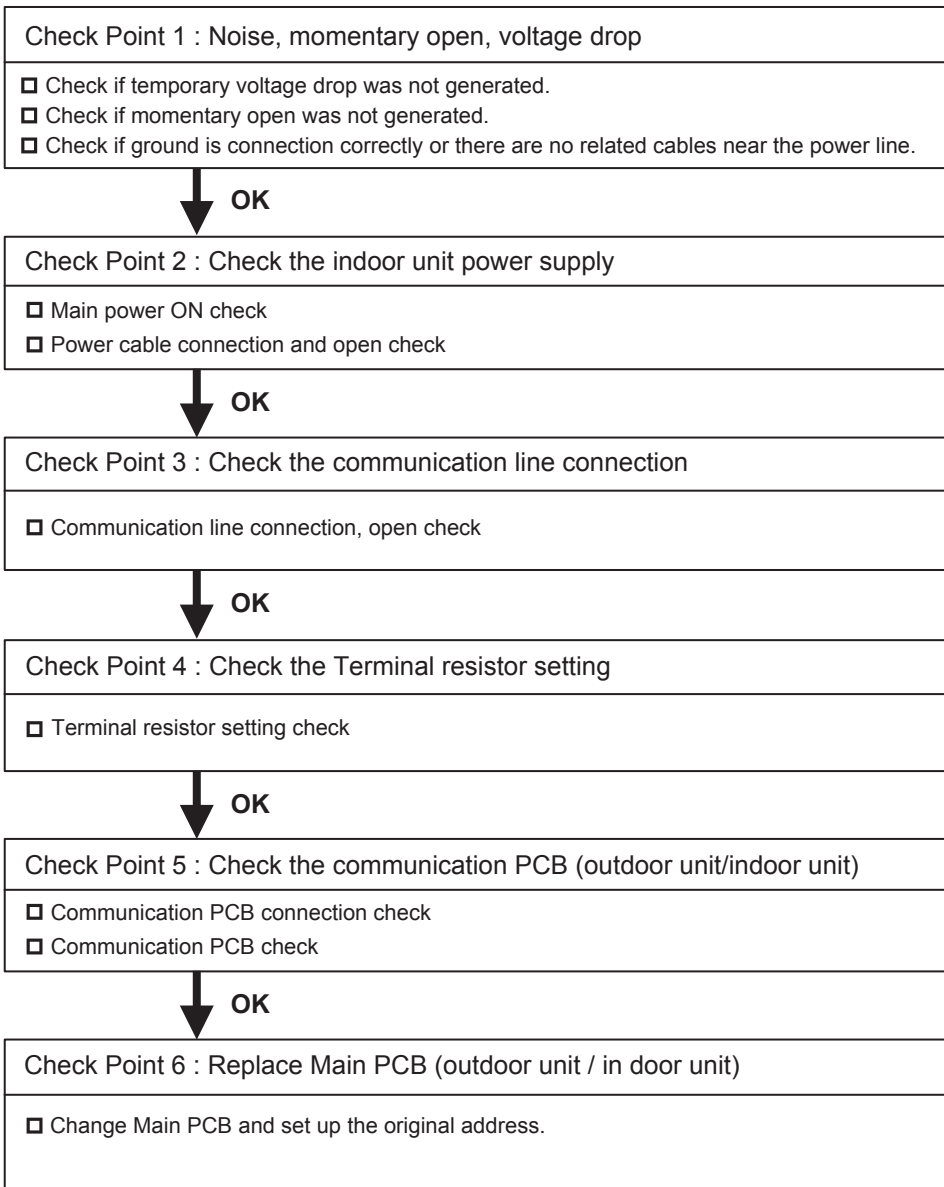 Check Point 1 : Noise, momentary open, voltage drop
Check if temporary voltage drop was not generated.
Check if momentary open was not generated.
Check if ground is connection correctly or there are no related cables near the power line.
OK
Check Point 2 : Check the indoor unit power supply
Main power ON check
Power cable connection and open check
OK
Check Point 3 : Check the communication line connection
Communication line connection, open check
OK
Check Point 4 : Check the Terminal resistor setting
Terminal resistor setting check
OK
Check Point 5 : Check the communication PCB (outdoor unit/indoor unit)
Communication PCB connection check
Communication PCB check
OK
Check Point 6 : Replace Main PCB (outdoor unit / in door unit)
Change Main PCB and set up the original address.